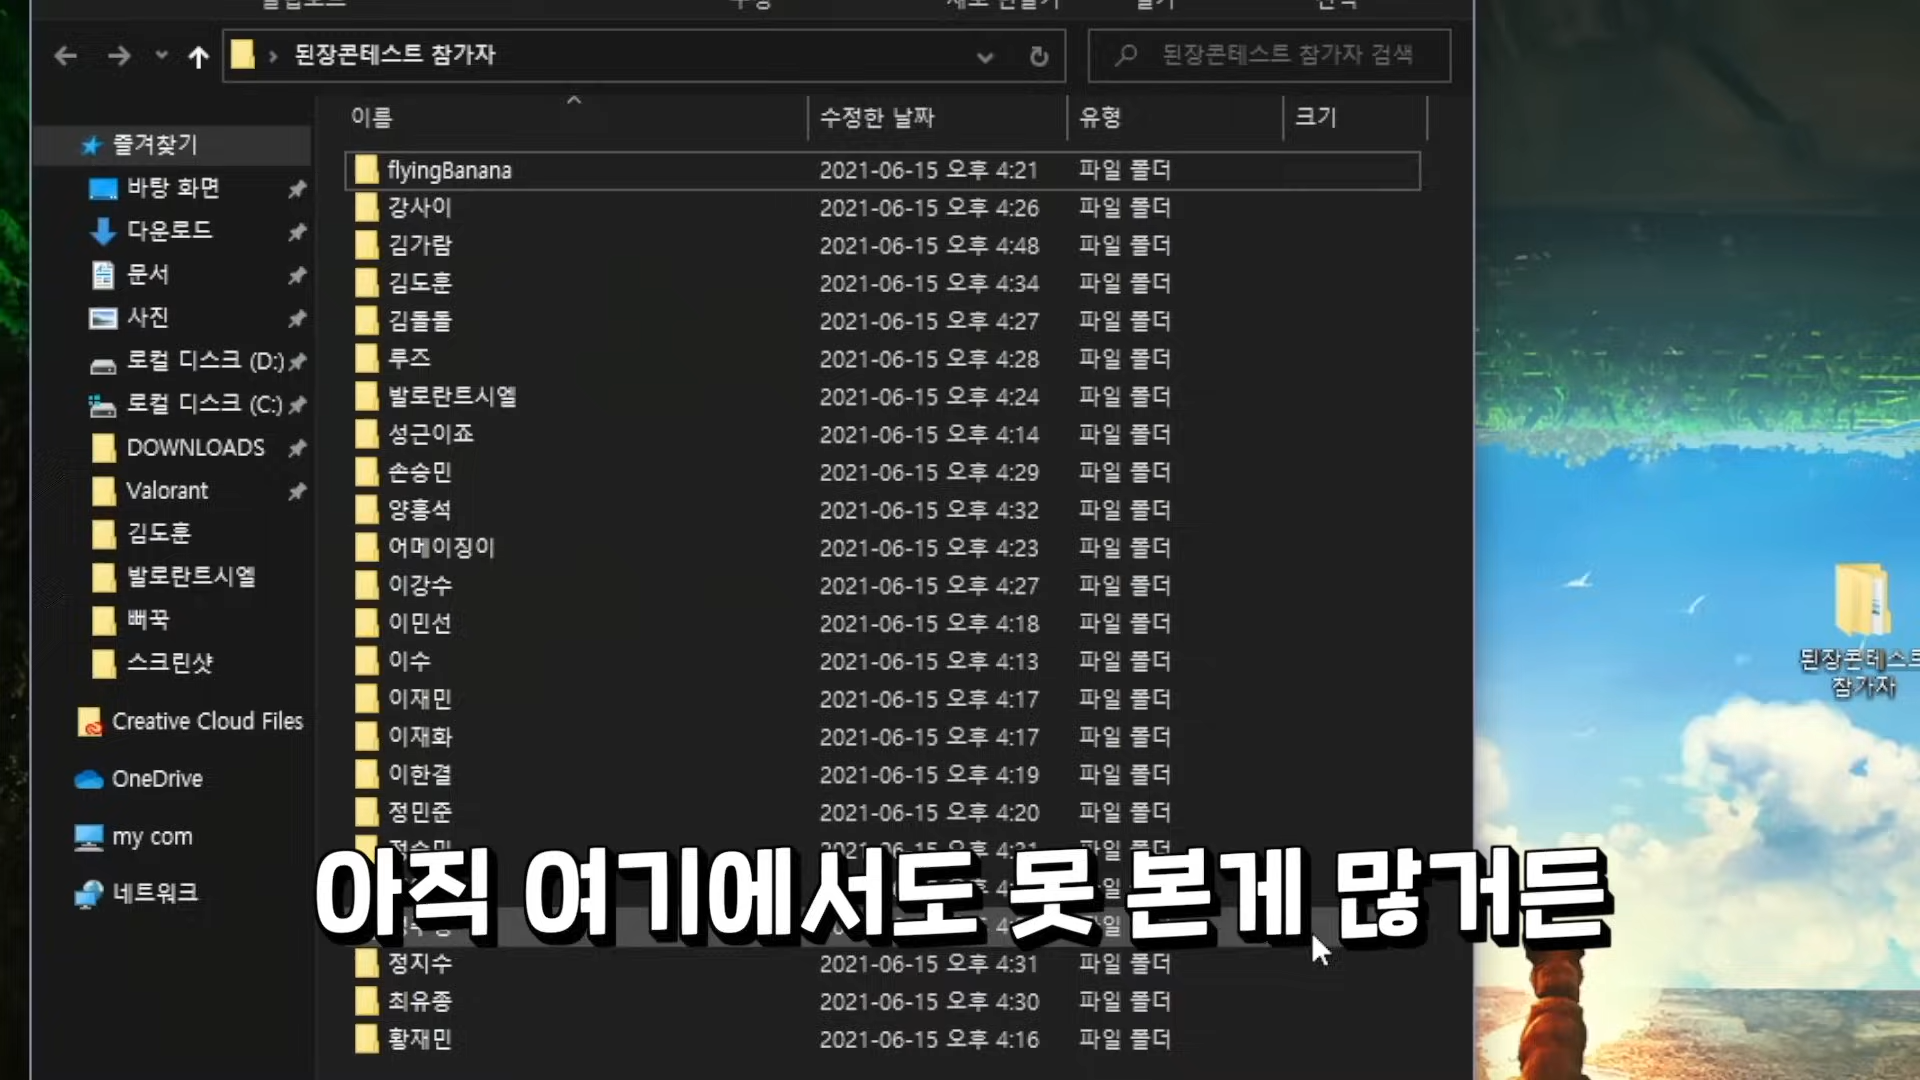 된장콘테스트 참가자
된장콘테스트 참가자 검색
이름 수정한 날짜 유형 크기
즐겨찾기
바탕 화면
다운로드
문서
사진
로컬 디스크 (D:)
로컬 디스크 (C:)
DOWNLOADS
Valorant
김도훈
발로란트시엘
뻐꾹
스크린샷
Creative Cloud Files
OneDrive
my com
네트워크
flyingBanana 2021-06-15 오후 4:21 파일 폴더
강사이 2021-06-15 오후 4:26 파일 폴더
김가람 2021-06-15 오후 4:48 파일 폴더
김도훈 2021-06-15 오후 4:34 파일 폴더
김돌돌 2021-06-15 오후 4:27 파일 폴더
루즈 2021-06-15 오후 4:28 파일 폴더
발로란트시엘 2021-06-15 오후 4:24 파일 폴더
성근이죠 2021-06-15 오후 4:14 파일 폴더
손승민 2021-06-15 오후 4:29 파일 폴더
양홍석 2021-06-15 오후 4:32 파일 폴더
어메이징이 2021-06-15 오후 4:23 파일 폴더
이강수 2021-06-15 오후 4:27 파일 폴더
이민선 2021-06-15 오후 4:18 파일 폴더
이수 2021-06-15 오후 4:13 파일 폴더
이재민 2021-06-15 오후 4:17 파일 폴더
이재화 2021-06-15 오후 4:17 파일 폴더
이한결 2021-06-15 오후 4:19 파일 폴더
정민준 2021-06-15 오후 4:20 파일 폴더
정지수 2021-06-15 오후 4:31 파일 폴더
최유종 2021-06-15 오후 4:30 파일 폴더
황재민 2021-06-15 오후 4:16 파일 폴더
아직 여기에서도 못 본게 많거든
된장콘테스트
참가자